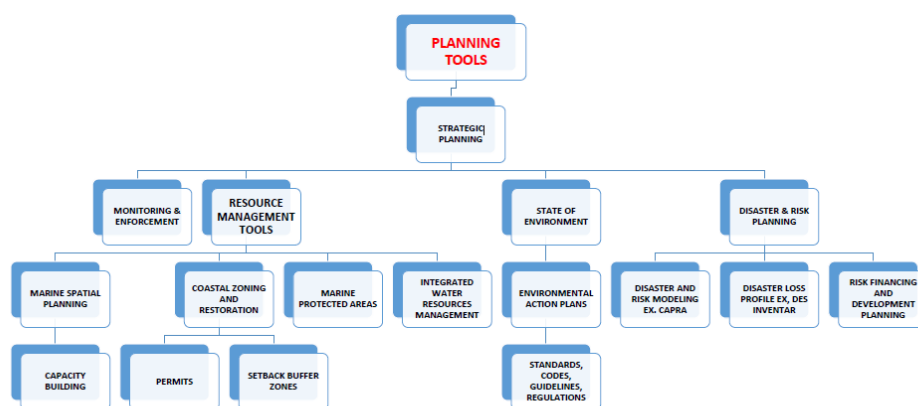 PLANNING
TOOLS
STRATEGIC
PLANNING
MONITORING &
ENFORCEMENT
RESOURCE
MANAGEMENT
TOOLS
STATE OF
ENVIRONMENT
DISASTER & RISK
PLANNING
MARINE SPATIAL
PLANNING
COASTAL ZONING
AND
RESTORATION
MARINE
PROTECTED AREAS
INTEGRATED
WATER
RESOURCES
MANAGEMENT
ENVIRONMENTAL
ACTION PLANS
DISASTER AND
RISK MODELING
EX. CAPRA
DISASTER LOSS
PROFILE EX, DES
INVENTAR
RISK FINANCING
AND
DEVELOPMENT
PLANNING
CAPACITY
BUILDING
PERMITS
SETBACK BUFFER
ZONES
STANDARDS,
CODES,
GUIDELINES,
REGULATIONS